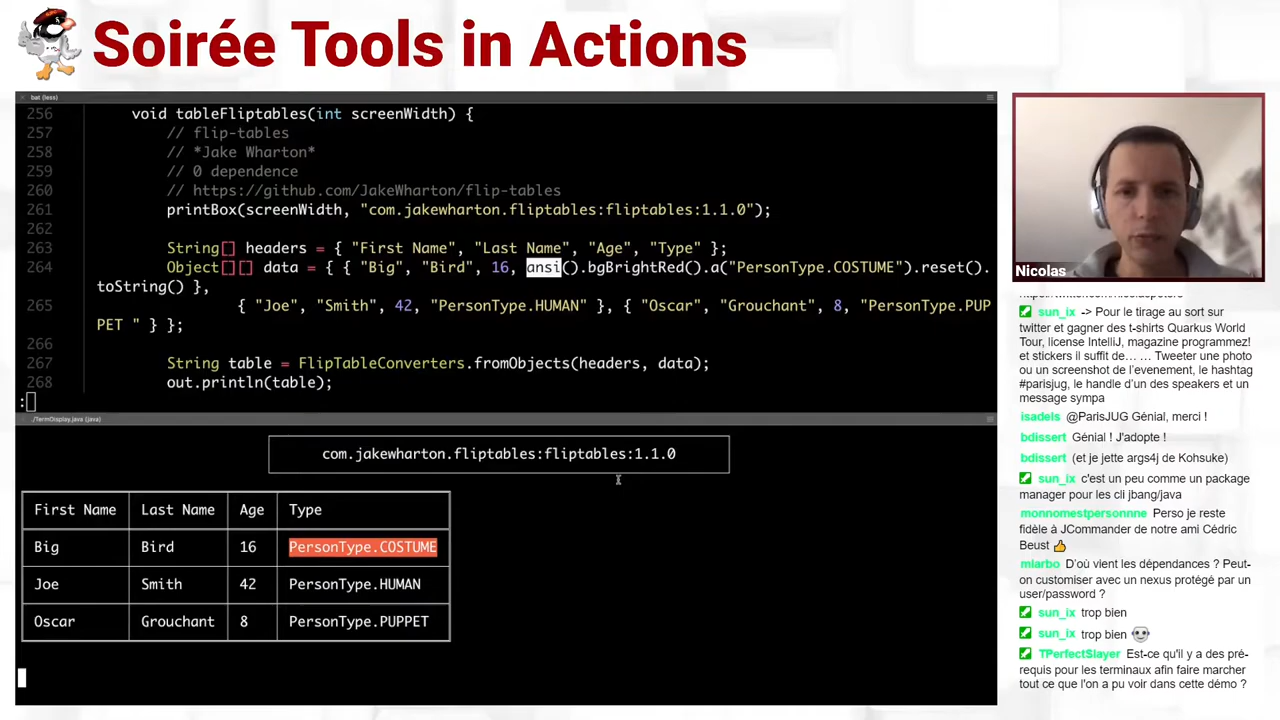 Soirée Tools in Actions
bat (less)
256 void tableFliptables(int screenWidth) {
257 // flip-tables
258 // *Jake Wharton*
259 // 0 dependence
260 // https://github.com/JakeWharton/flip-tables
261 printBox(screenWidth, "com.jakewharton.fliptables:fliptables:1.1.0");
262
263 String[] headers = { "First Name", "Last Name", "Age", "Type" };
264 Object[][] data = { { "Big", "Bird", 16, ansi().bgBrightRed().a("PersonType.COSTUME").reset().
toString() },
265 { "Joe", "Smith", 42, "PersonType.HUMAN" }, { "Oscar", "Grouchant", 8, "PersonType.PUP
PET " } };
266
267 String table = FlipTableConverters.fromObjects(headers, data);
268 out.println(table);
:
./TermDisplay.java (java)
com.jakewharton.fliptables:fliptables:1.1.0
First Name Last Name Age Type
Big Bird 16 PersonType.COSTUME
Joe Smith 42 PersonType.HUMAN
Oscar Grouchant 8 PersonType.PUPPET
Nicolas
sun_ix -> Pour le tirage au sort sur
twitter et gagner des t-shirts Quarkus World
Tour, license IntelliJ, magazine programmez!
et stickers il suffit de… … Tweeter une photo
ou un screenshot de l'evenement, le hashtag
#parisjug, le handle d'un des speakers et un
message sympa
isadels @ParisJUG Génial, merci !
bdissert Génial ! J'adopte !
bdissert (et je jette args4j de Kohsuke)
sun_ix c'est un peu comme un package
manager pour les cli jbang/java
monnomestpersonnne Perso je reste
fidèle à JCommander de notre ami Cédric
Beust 👍
miarbo D'où vient les dépendances ? Peut-
on customiser avec un nexus protégé par un
user/password ?
sun_ix trop bien
sun_ix trop bien
TPerfectSlayer Est-ce qu'il y a des pré-
requis pour les terminaux afin faire marcher
tout ce que l'on a pu voir dans cette démo ?